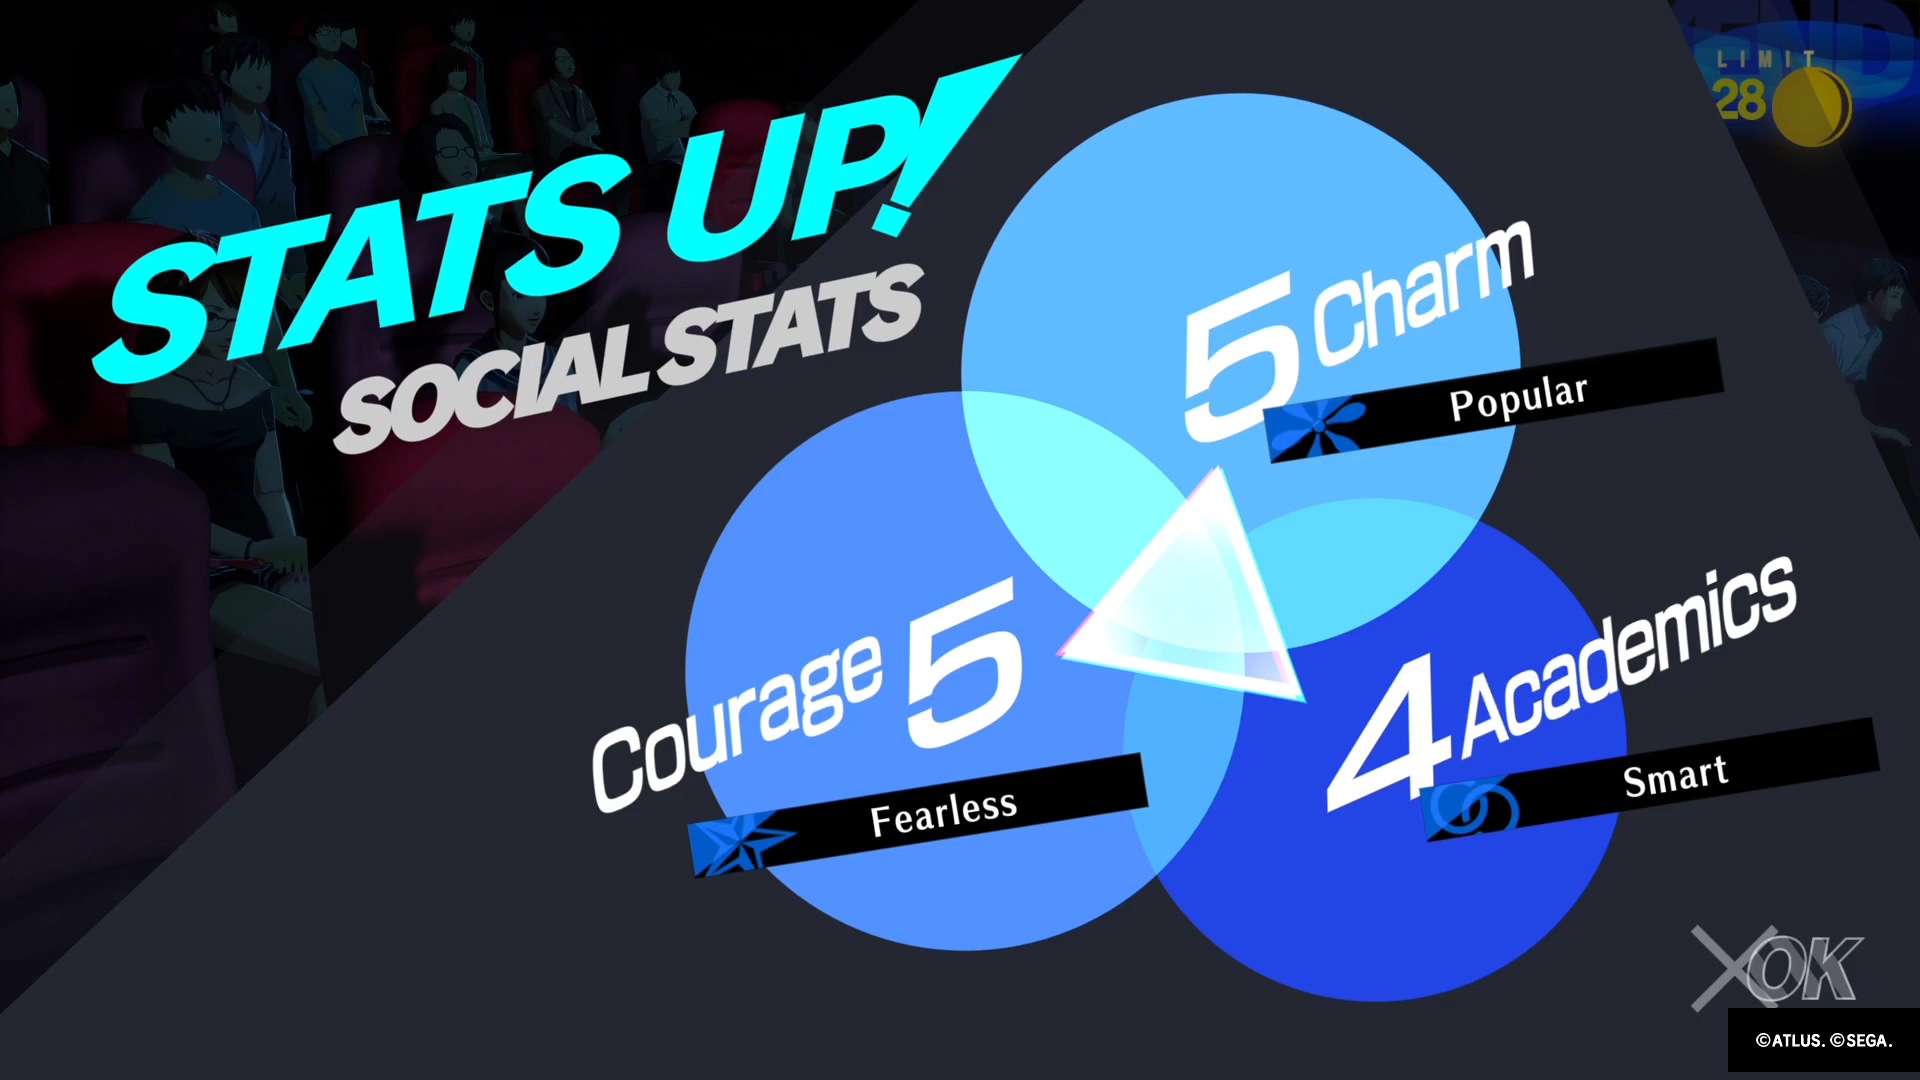 STATS UP!
SOCIAL STATS
LIMIT
28
5 Charm
Popular
Courage 5
Fearless
4 Academics
Smart
OK
©ATLUS. ©SEGA.